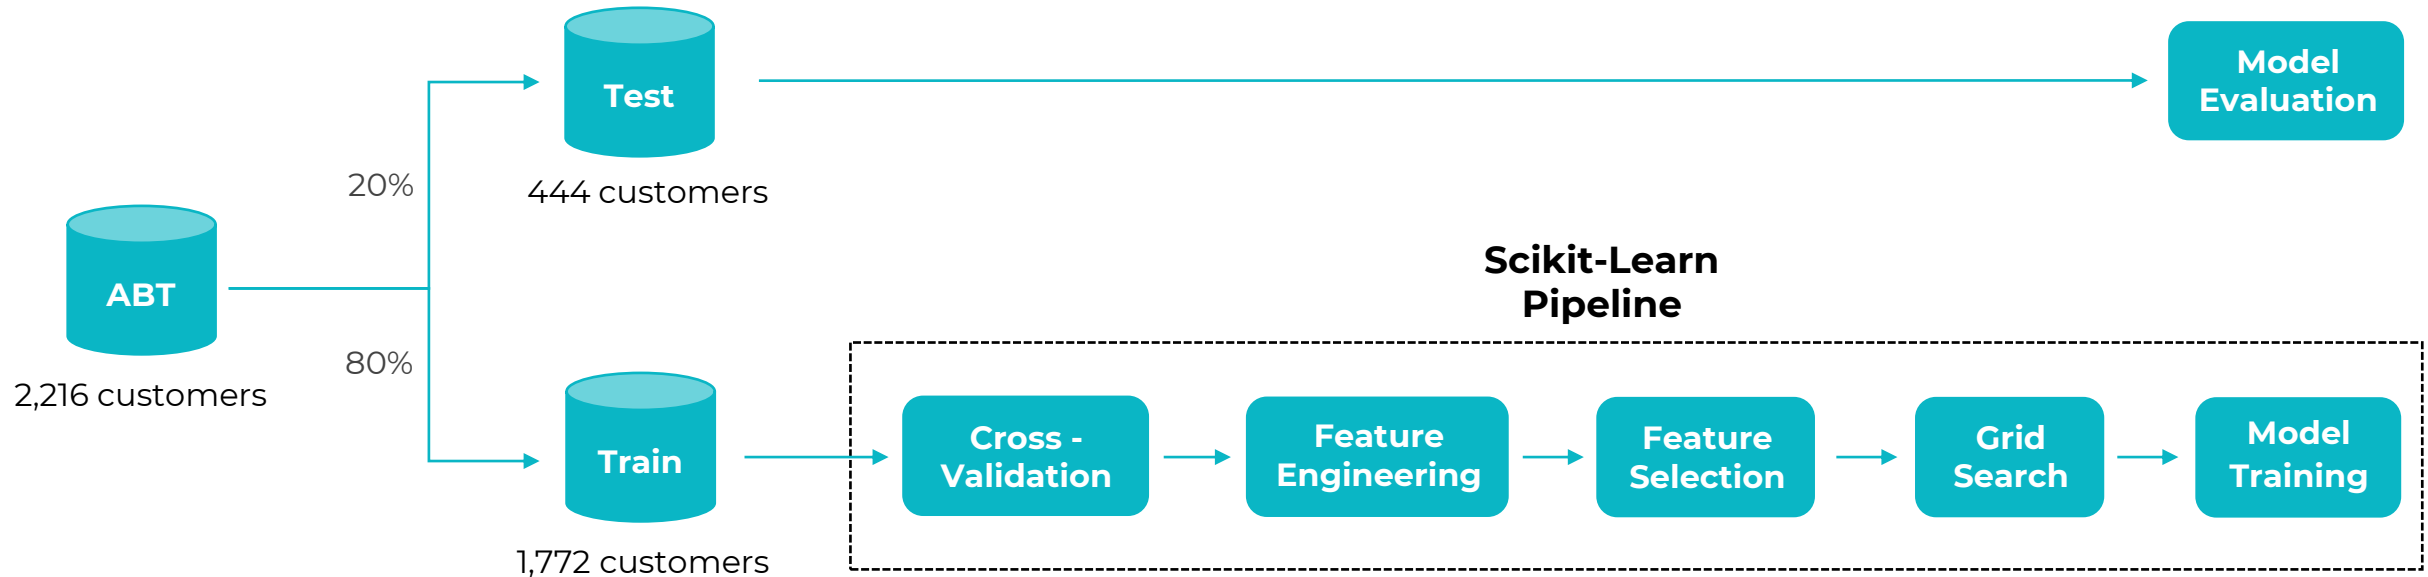 Test
444 customers
Model
Evaluation
20%
ABT
2,216 customers
80%
Train
1,772 customers
Scikit-Learn
Pipeline
Cross -
Validation
Feature
Engineering
Feature
Selection
Grid
Search
Model
Training